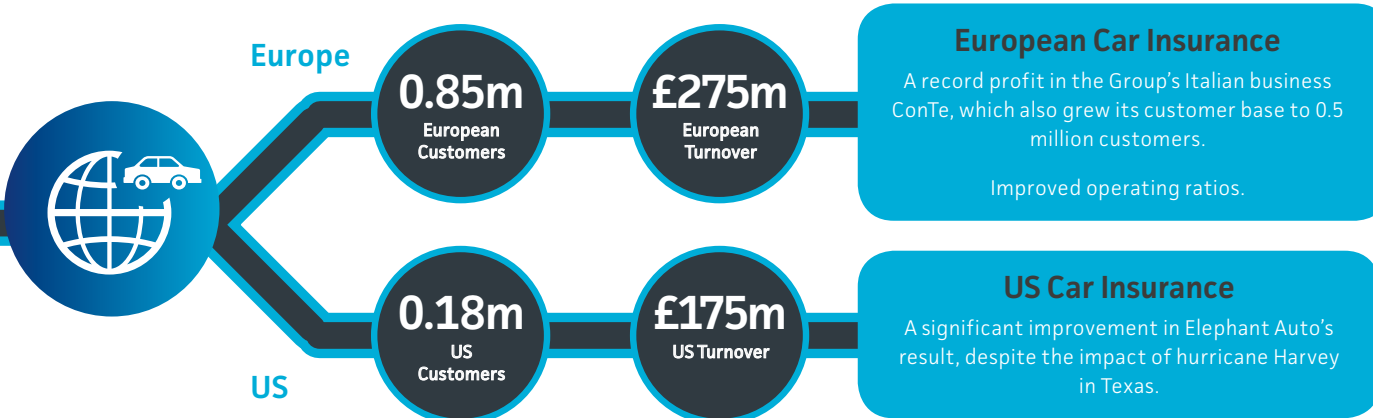 Europe
0.85m
European
Customers
£275m
European
Turnover
European Car Insurance
A record profit in the Group’s Italian business
ConTe, which also grew its customer base to 0.5
million customers.
Improved operating ratios.
US
0.18m
US
Customers
£175m
US Turnover
US Car Insurance
A significant improvement in Elephant Auto’s
result, despite the impact of hurricane Harvey
in Texas.